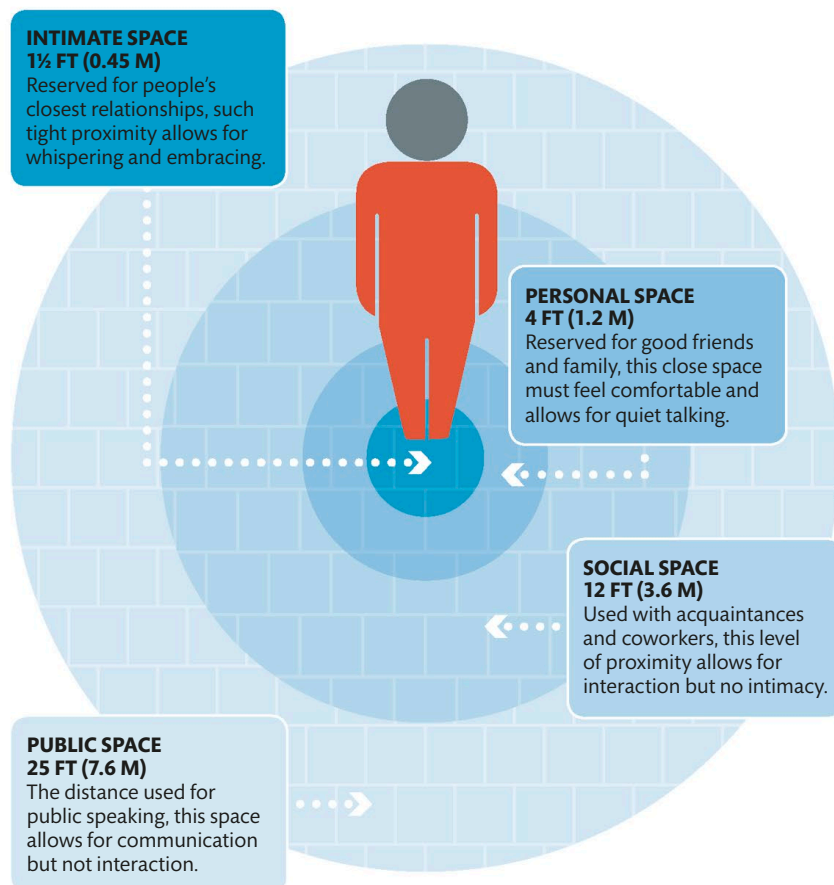 INTIMATE SPACE
1½ FT (0.45 M)
Reserved for people’s
closest relationships, such
tight proximity allows for
whispering and embracing.
PERSONAL SPACE
4 FT (1.2 M)
Reserved for good friends
and family, this close space
must feel comfortable and
allows for quiet talking.
SOCIAL SPACE
12 FT (3.6 M)
Used with acquaintances
and coworkers, this level
of proximity allows for
interaction but no intimacy.
PUBLIC SPACE
25 FT (7.6 M)
The distance used for
public speaking, this space
allows for communication
but not interaction.